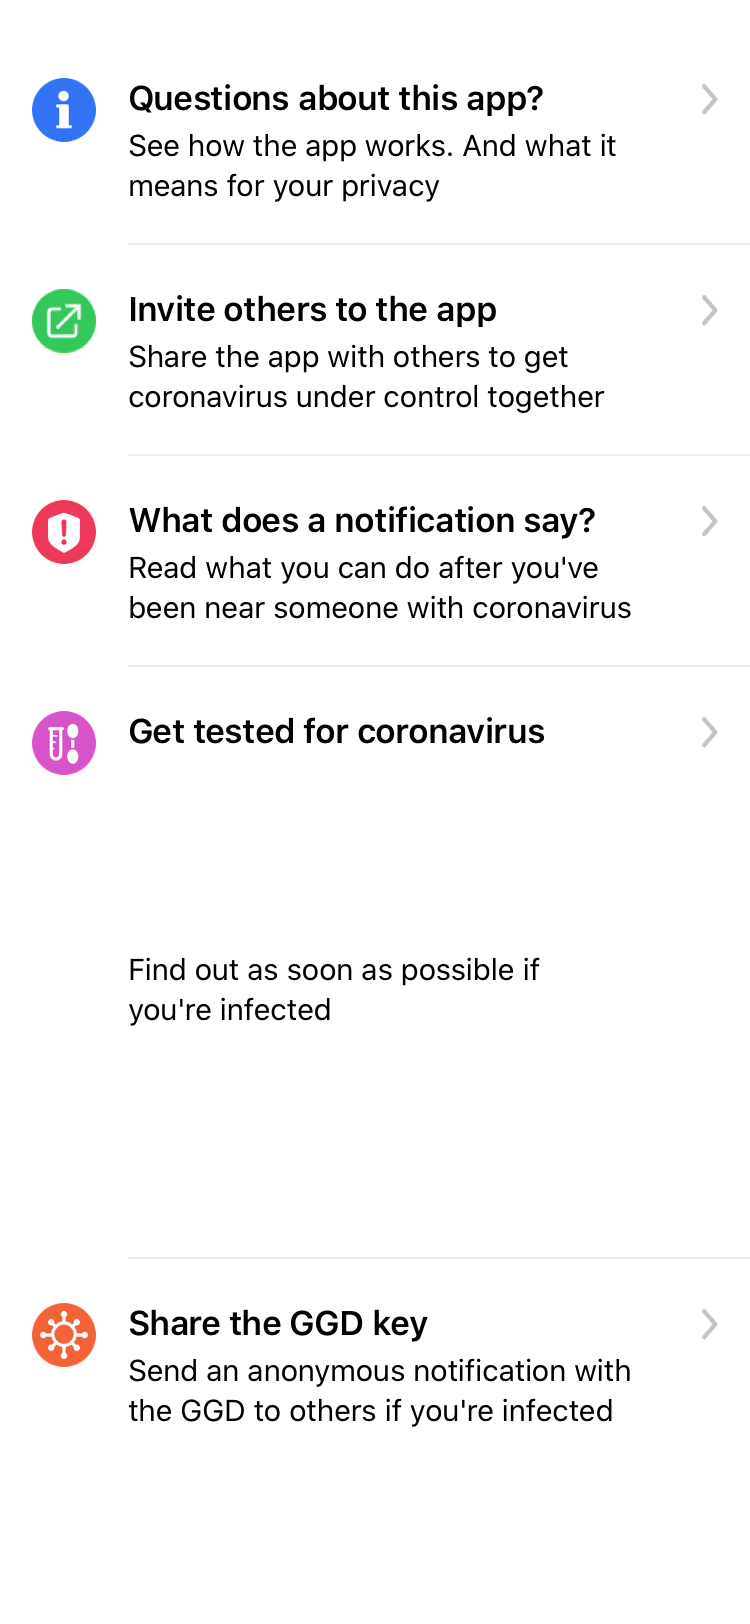 Questions about this app?
See how the app works. And what it
means for your privacy
Invite others to the app
Share the app with others to get
coronavirus under control together
What does a notification say?
Read what you can do after you've
been near someone with coronavirus
Get tested for coronavirus
Find out as soon as possible if
you're infected
Share the GGD key
Send an anonymous notification with
the GGD to others if you're infected